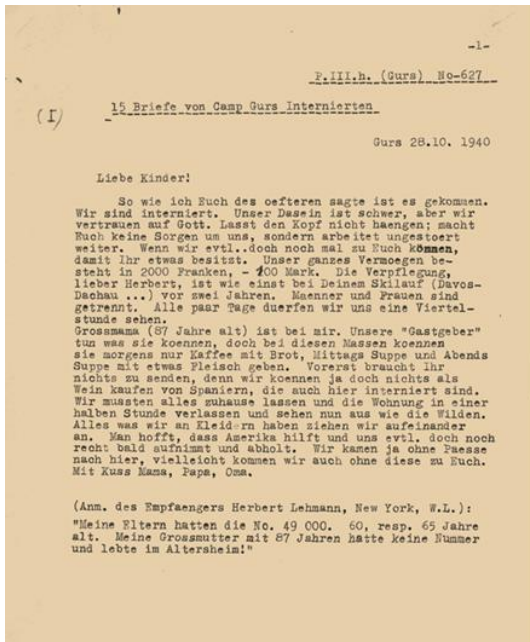 -1-
P.III.h. (Gurs) No-627
15 Briefe von Camp Gurs Internierten
(I)
Gurs 28.10. 1940
Liebe Kinder!
So wie ich Euch des oefteren sagte ist es gekommen.
Wir sind interniert. Unser Dasein ist schwer, aber wir
vertrauen auf Gott. Lasst den Kopf nicht haengen; macht
Euch keine Sorgen um uns, sondern arbeitet ungestoert
weiter. Wenn wir evtl..doch noch mal zu Euch können,
damit Ihr etwas besitzt. Unser ganzes Vermoegen be-
steht in 2000 Franken, - 100 Mark. Die Verpflegung,
lieber Herbert, ist wie einst bei Deinem Skilauf (Davos-
Dachau ...) vor zwei Jahren. Maenner und Frauen sind
getrennt. Alle paar Tage duerfen wir uns eine Viertel-
stunde sehen.
Grossmama (87 Jahre alt) ist bei mir. Unsere "Gastgeber"
tun was sie koennen, doch bei diesen Massen koennen
sie morgens nur Kaffee mit Brot, Mittags Suppe und Abends
Suppe mit etwas Fleisch geben. Vorerst braucht Ihr
nichts zu senden, denn wir koennen ja doch nichts als
Wein kaufen von Spaniern, die auch hier interniert sind.
Wir mussten alles zuhause lassen und die Wohnung in einer
halben Stunde verlassen und sehen nun aus wie die Wilden.
Alles was wir an Kleidern haben ziehen wir aufeinander
an. Man hofft, dass Amerika hilft und uns evtl. doch noch
recht bald aufnimmt und abholt. Wir kamen ja ohne Paesse
nach hier, vielleicht kommen wir auch ohne diese zu Euch.
Mit Kuss Mama, Papa, Oma.
(Anm. des Empfaengers Herbert Lehmann, New York, W.L.):
"Meine Eltern hatten die No. 49 000. 60, resp. 65 Jahre
alt. Meine Grossmutter mit 87 Jahren hatte keine Nummer
und lebte im Altersheim!"